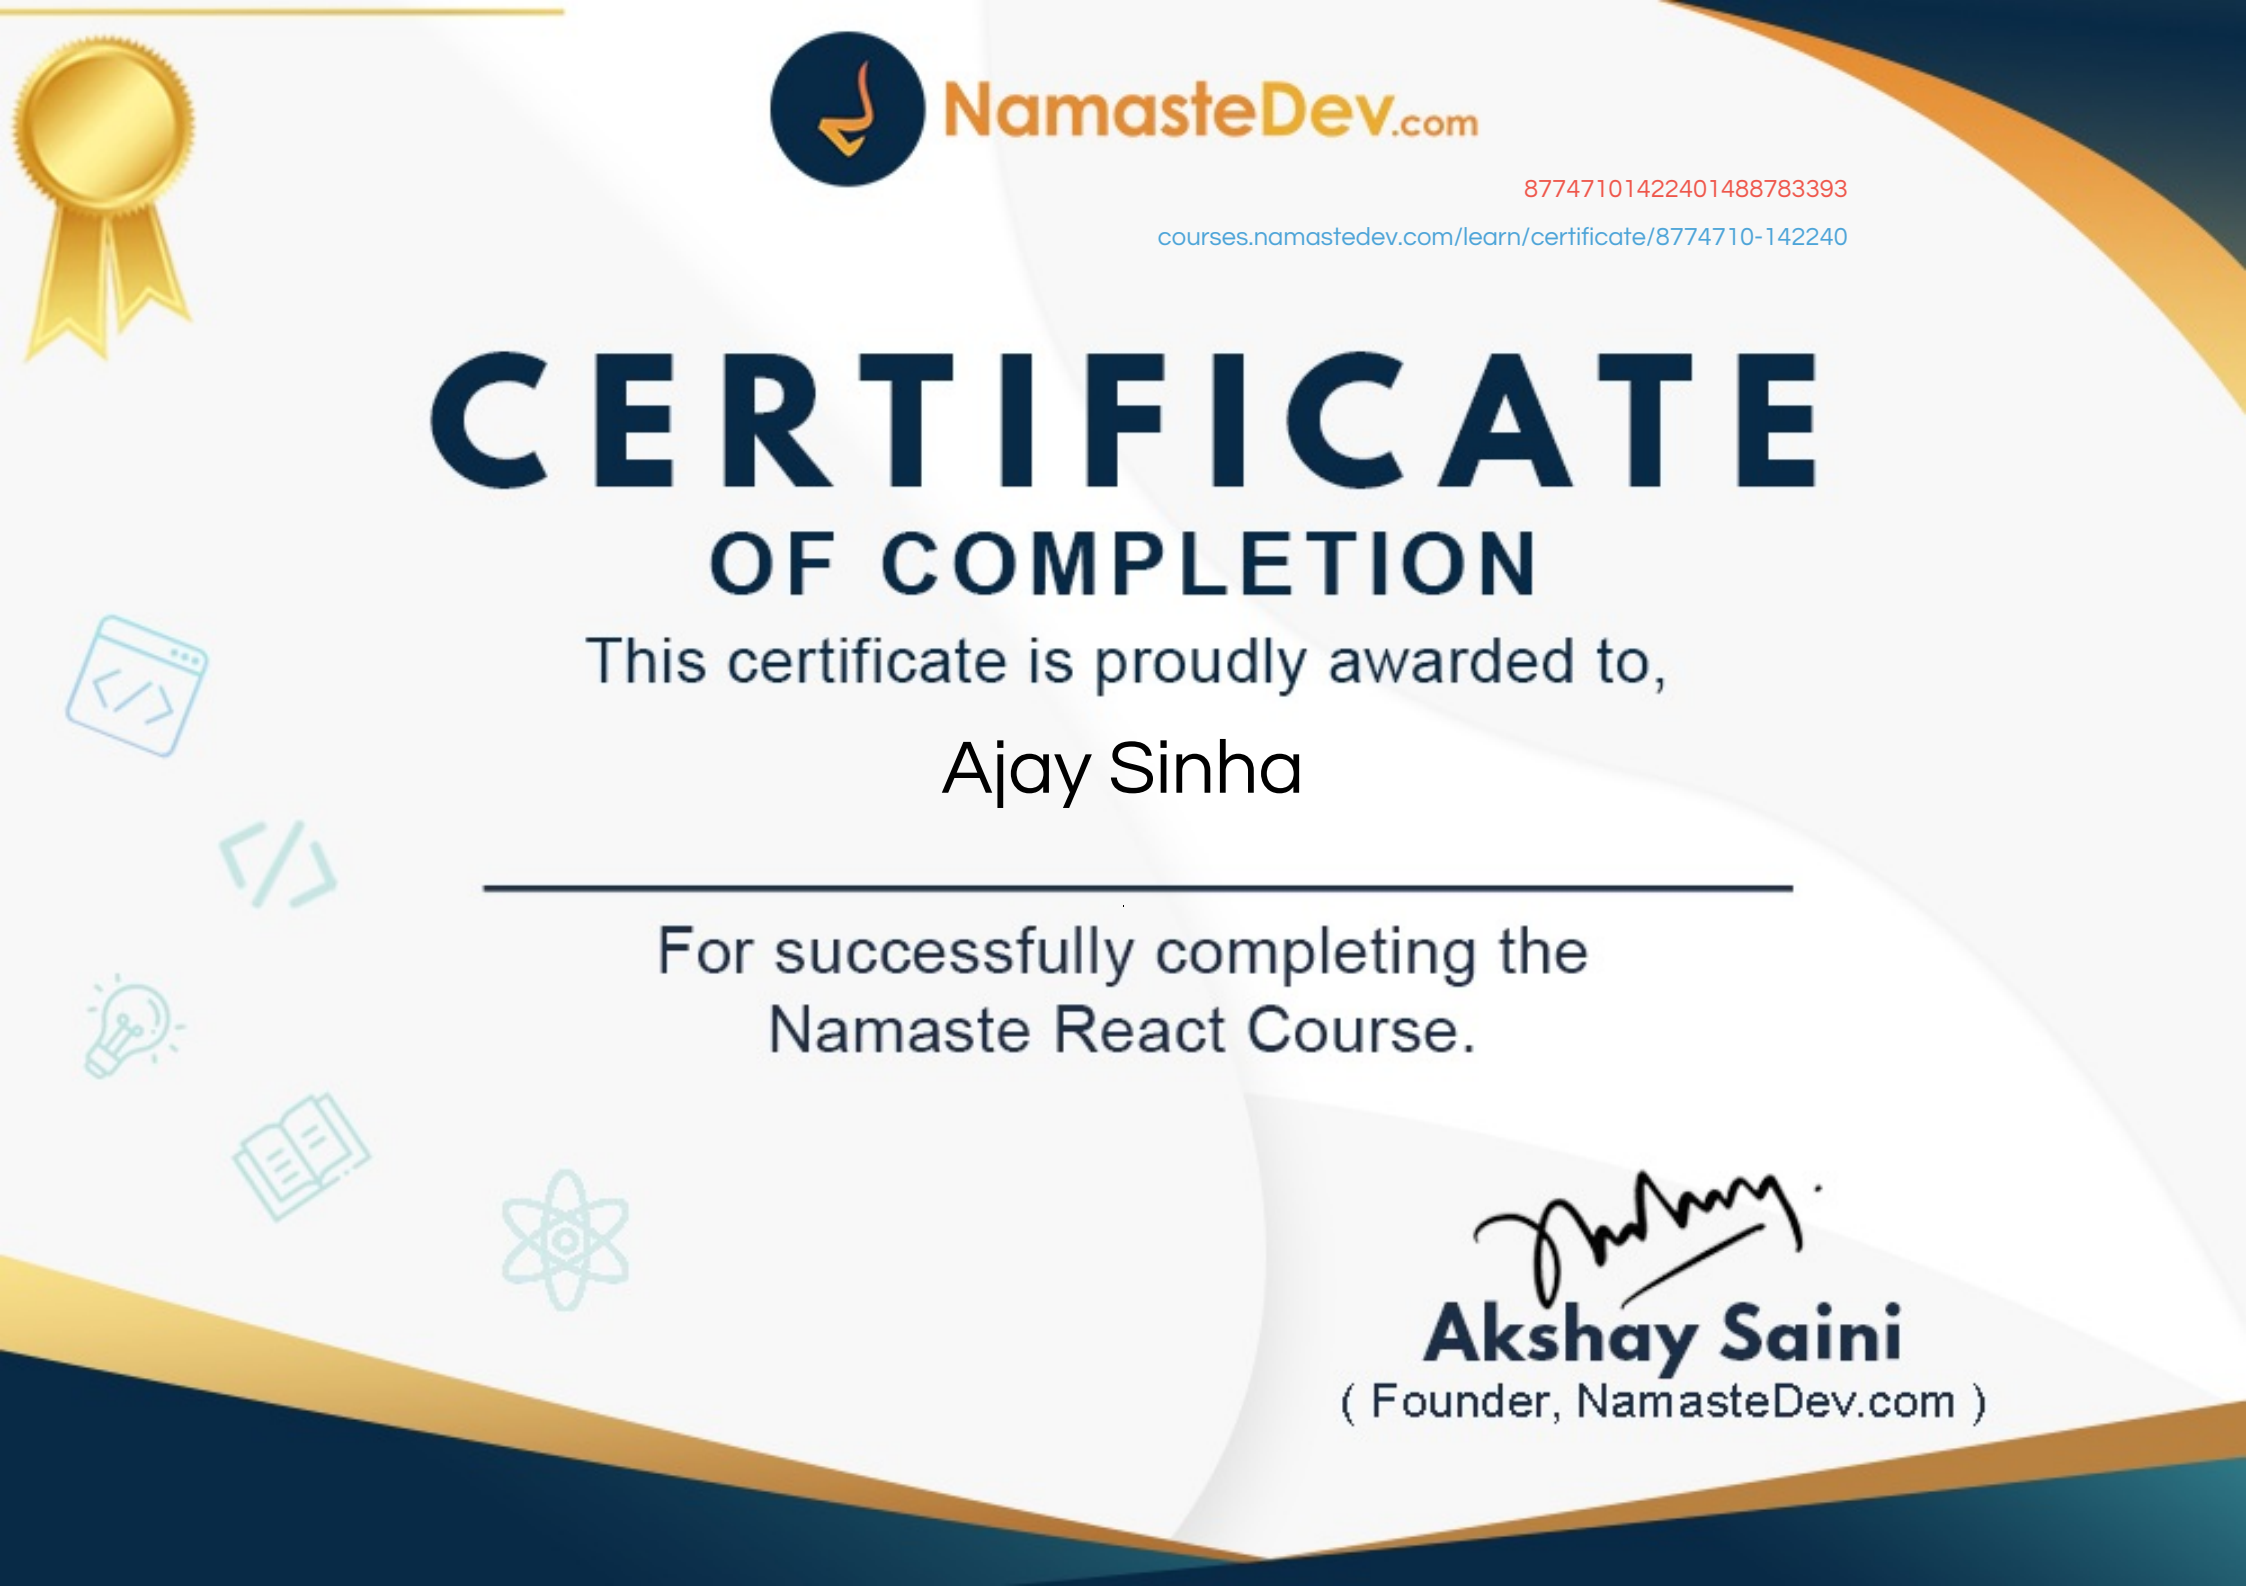 NamasteDev.com
87747101422401488783393
courses.namastedev.com/learn/certificate/8774710-142240
CERTIFICATE
OF COMPLETION
This certificate is proudly awarded to,
Ajay Sinha
For successfully completing the
Namaste React Course.
Akshay Saini
( Founder, NamasteDev.com )